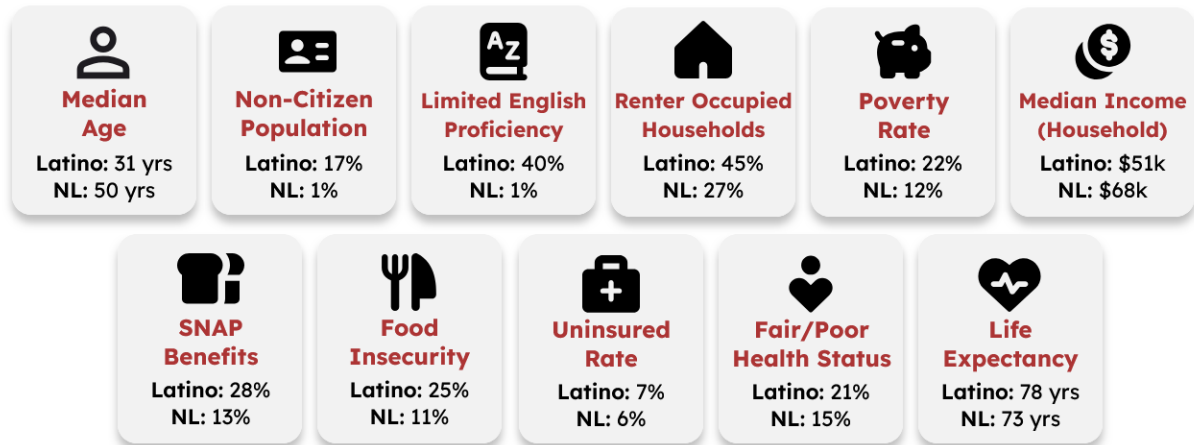 A Z
$
Median
Age
Latino: 31 yrs
NL: 50 yrs
Non-Citizen
Population
Latino: 17%
NL: 1%
Limited English
Proficiency
Latino: 40%
NL: 1%
Renter Occupied
Households
Latino: 45%
NL: 27%
Poverty
Rate
Latino: 22%
NL: 12%
Median Income
(Household)
Latino: $51k
NL: $68k
SNAP
Benefits
Latino: 28%
NL: 13%
Food
Insecurity
Latino: 25%
NL: 11%
Uninsured
Rate
Latino: 7%
NL: 6%
Fair/Poor
Health Status
Latino: 21%
NL: 15%
Life
Expectancy
Latino: 78 yrs
NL: 73 yrs